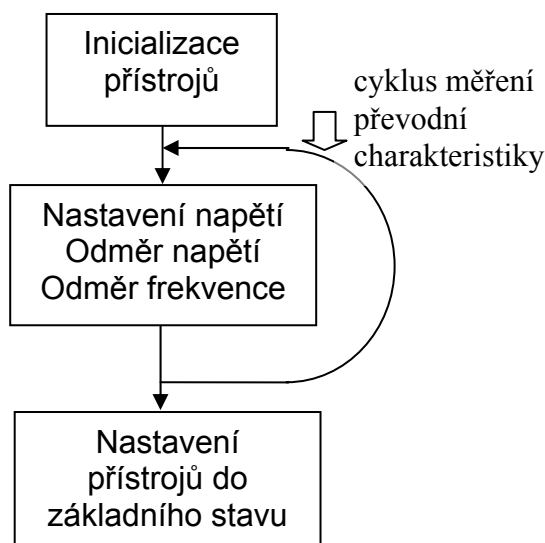 Inicializace
přístrojů
cyklus měření
převodní
charakteristiky
Nastavení napětí
Odměr napětí
Odměr frekvence
Nastavení
přístrojů do
základního stavu